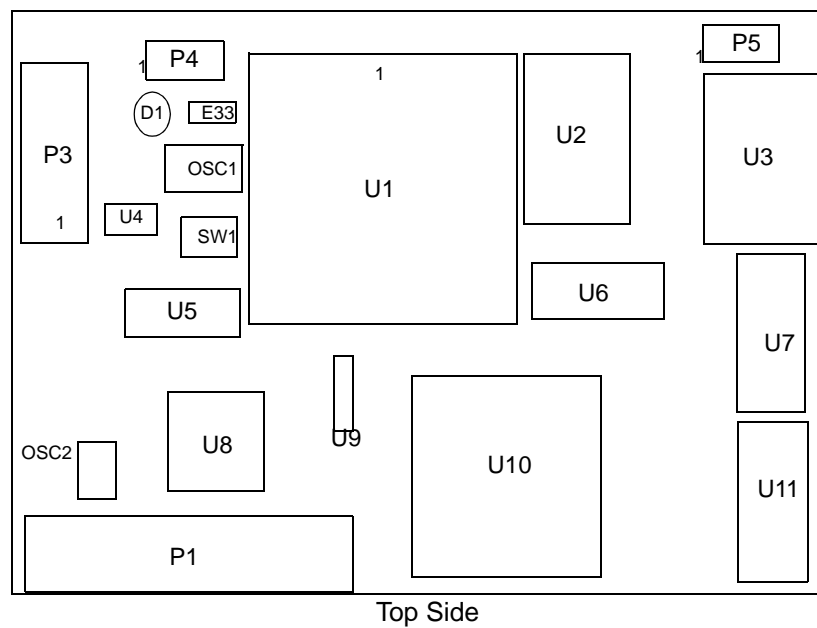 P4
1
P5
1
1
D1
E33
U2
P3
OSC1
U3
U1
1
U4
SW1
U6
U5
U7
U9
U8
OSC2
U10
U11
P1
Top Side